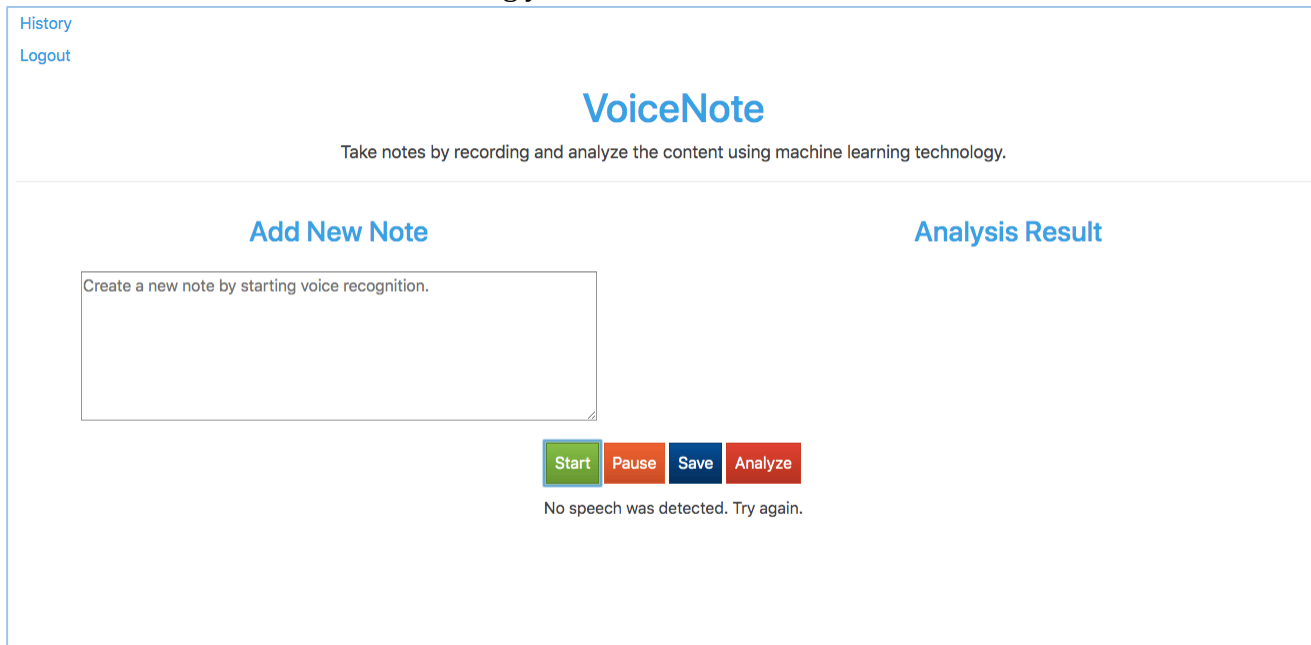 History
Logout
VoiceNote
Take notes by recording and analyze the content using machine learning technology.
Add New Note
Analysis Result
Create a new note by starting voice recognition.
Start Pause Save Analyze
No speech was detected. Try again.